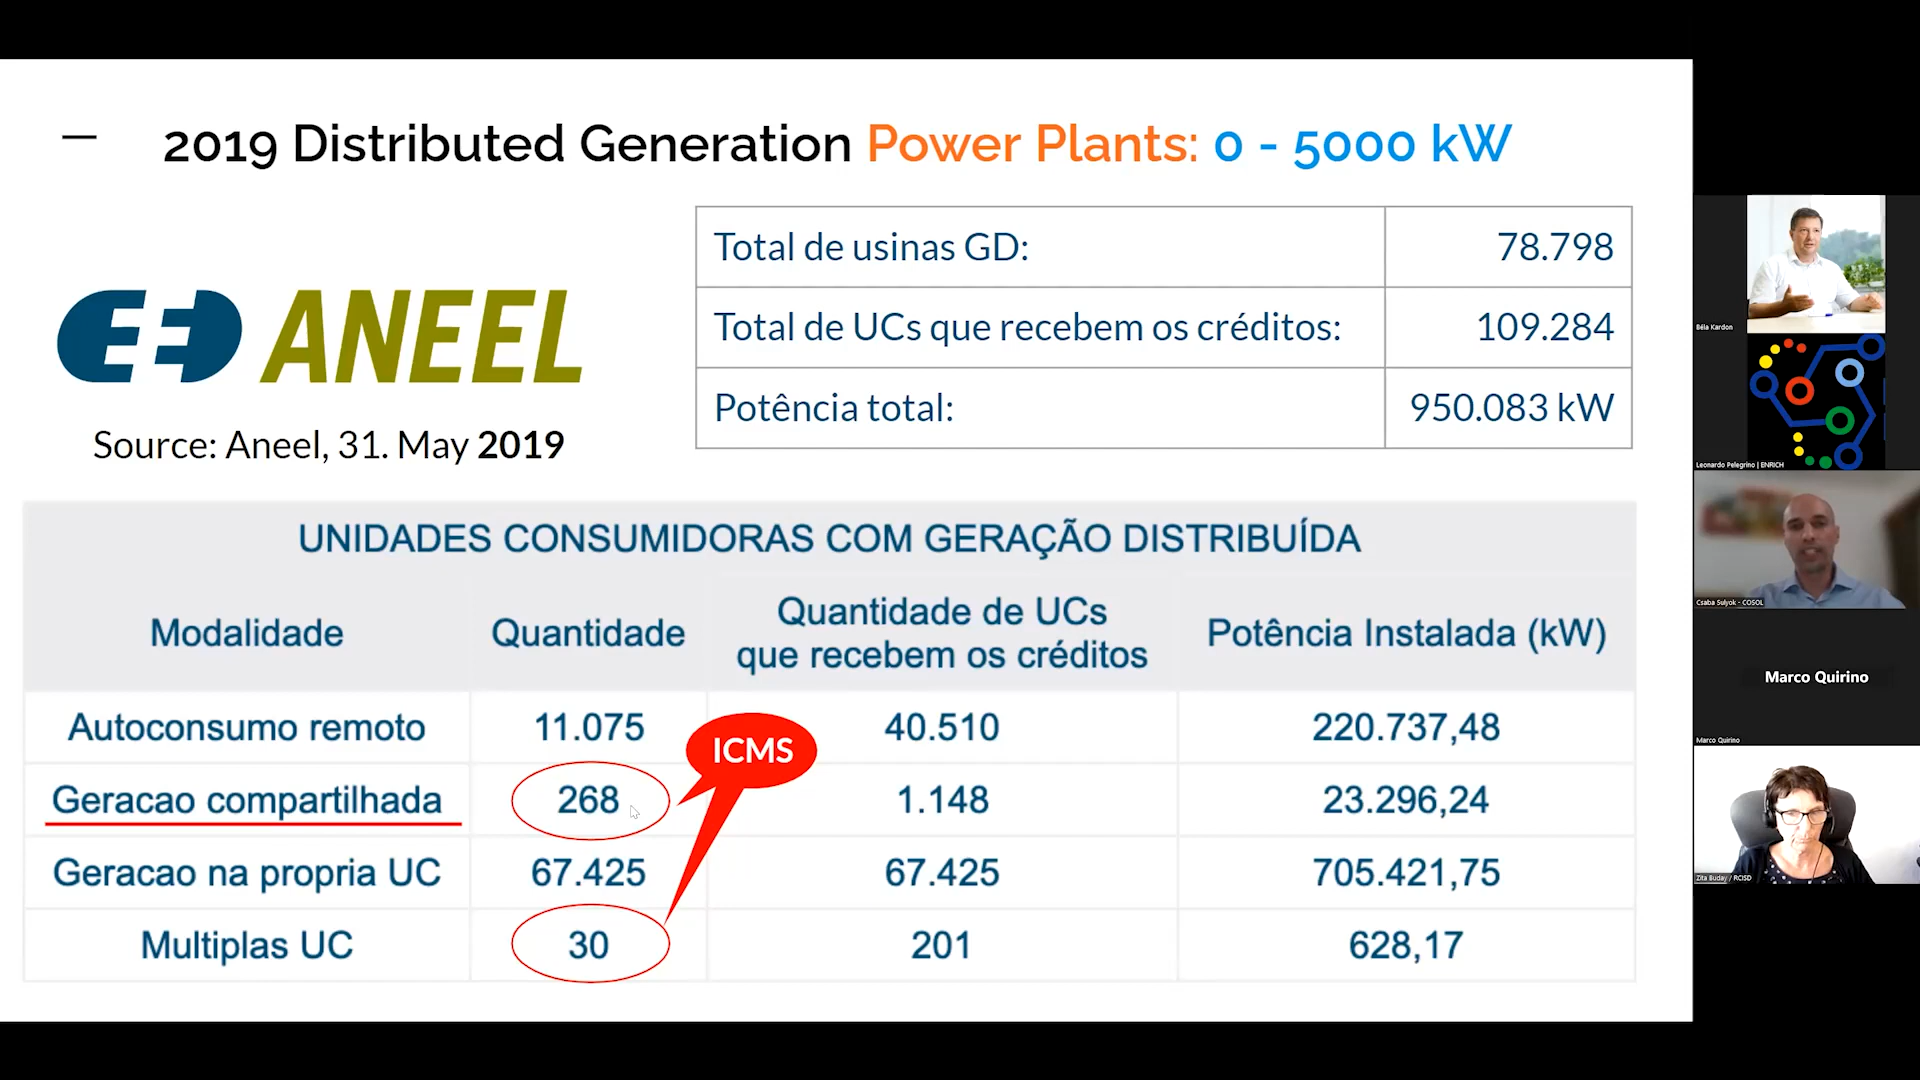 2019 Distributed Generation Power Plants: 0 - 5000 kW
ANEEL
Source: Aneel, 31. May 2019
Total de usinas GD: 78.798
Total de UCs que recebem os créditos: 109.284
Potência total: 950.083 kW
UNIDADES CONSUMIDORAS COM GERAÇÃO DISTRIBUÍDA
Modalidade Quantidade Quantidade de UCs que recebem os créditos Potência Instalada (kW)
Autoconsumo remoto 11.075 40.510 220.737,48
ICMS
Geracao compartilhada 268 1.148 23.296,24
Geracao na propria UC 67.425 67.425 705.421,75
Multiplas UC 30 201 628,17
Béla Kardon
Leonardo Pelegrino | ENRICH
Csaba Sulyok - COSOL
Marco Quirino
Marco Quirino
Zita Buday / RCISD